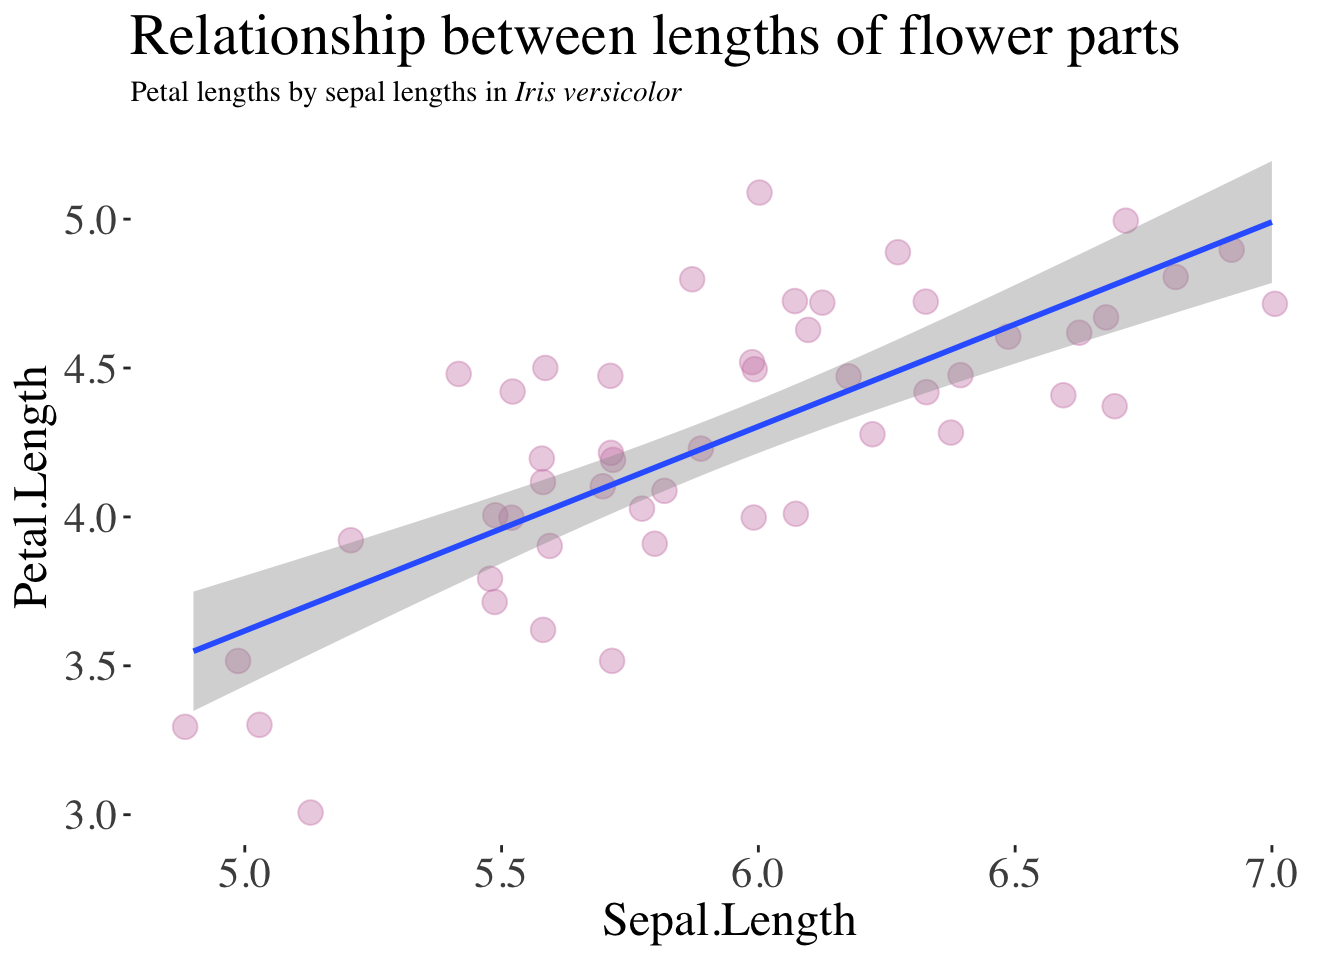 Relationship between lengths of flower parts
Petal lengths by sepal lengths in Iris versicolor
Petal.Length
5.0
4.5
4.0
3.5
3.0
5.0 5.5 6.0 6.5 7.0
Sepal.Length